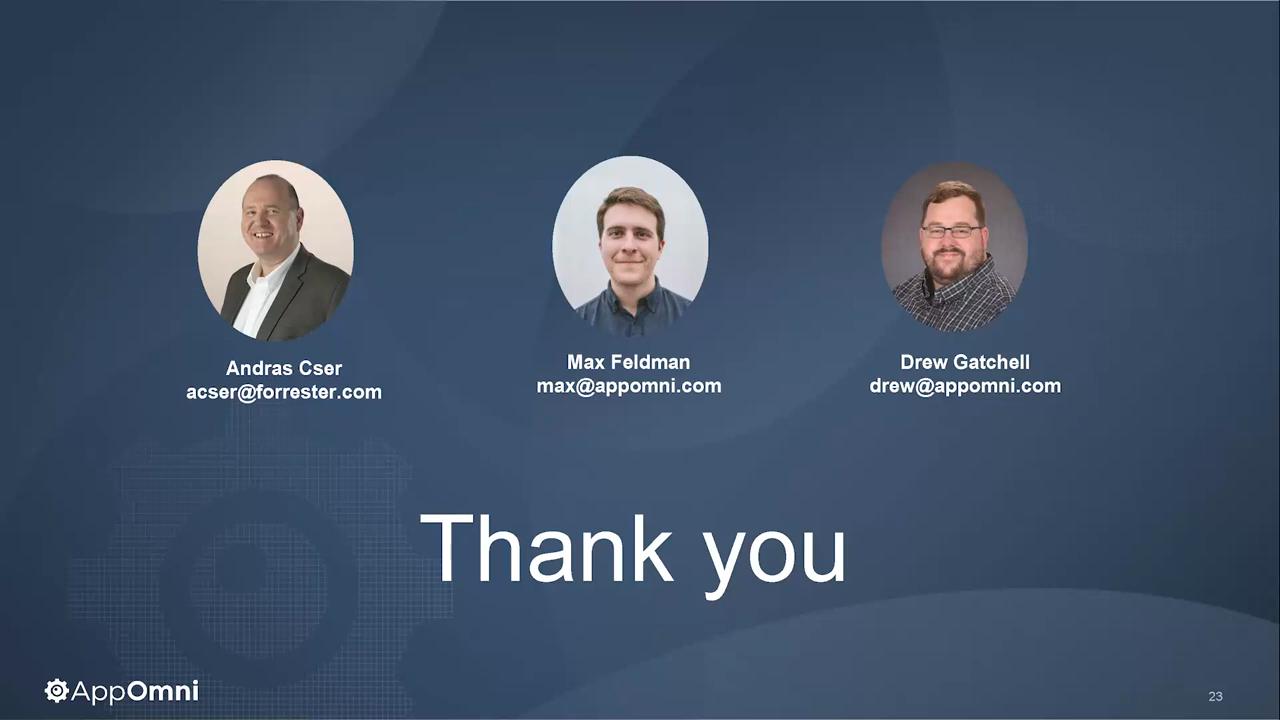 Andras Cser
acser@forrester.com
Max Feldman
max@appomni.com
Drew Gatchell
drew@appomni.com
Thank you
AppOmni
23